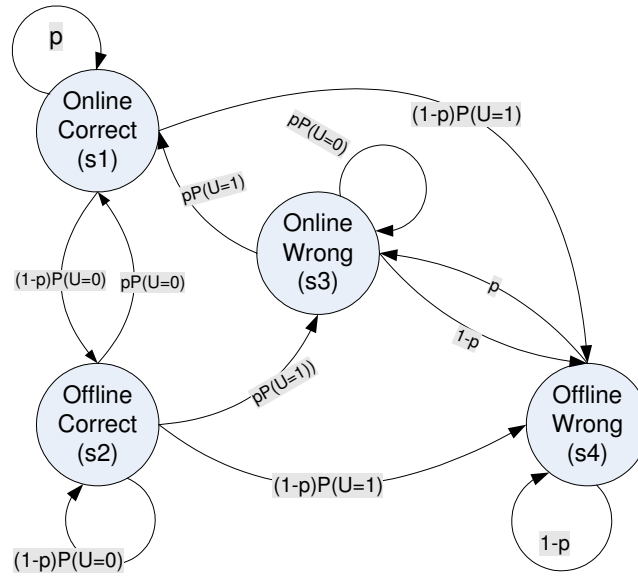 p
Online
Correct
(s1)
(1-p)P(U=1)
pP(U=0)
pP(U=1)
Online
Wrong
(s3)
(1-p)P(U=0)
pP(U=0)
p
1-p
pP(U=1))
Offline
Correct
(s2)
Offline
Wrong
(s4)
(1-p)P(U=1)
(1-p)P(U=0)
1-p